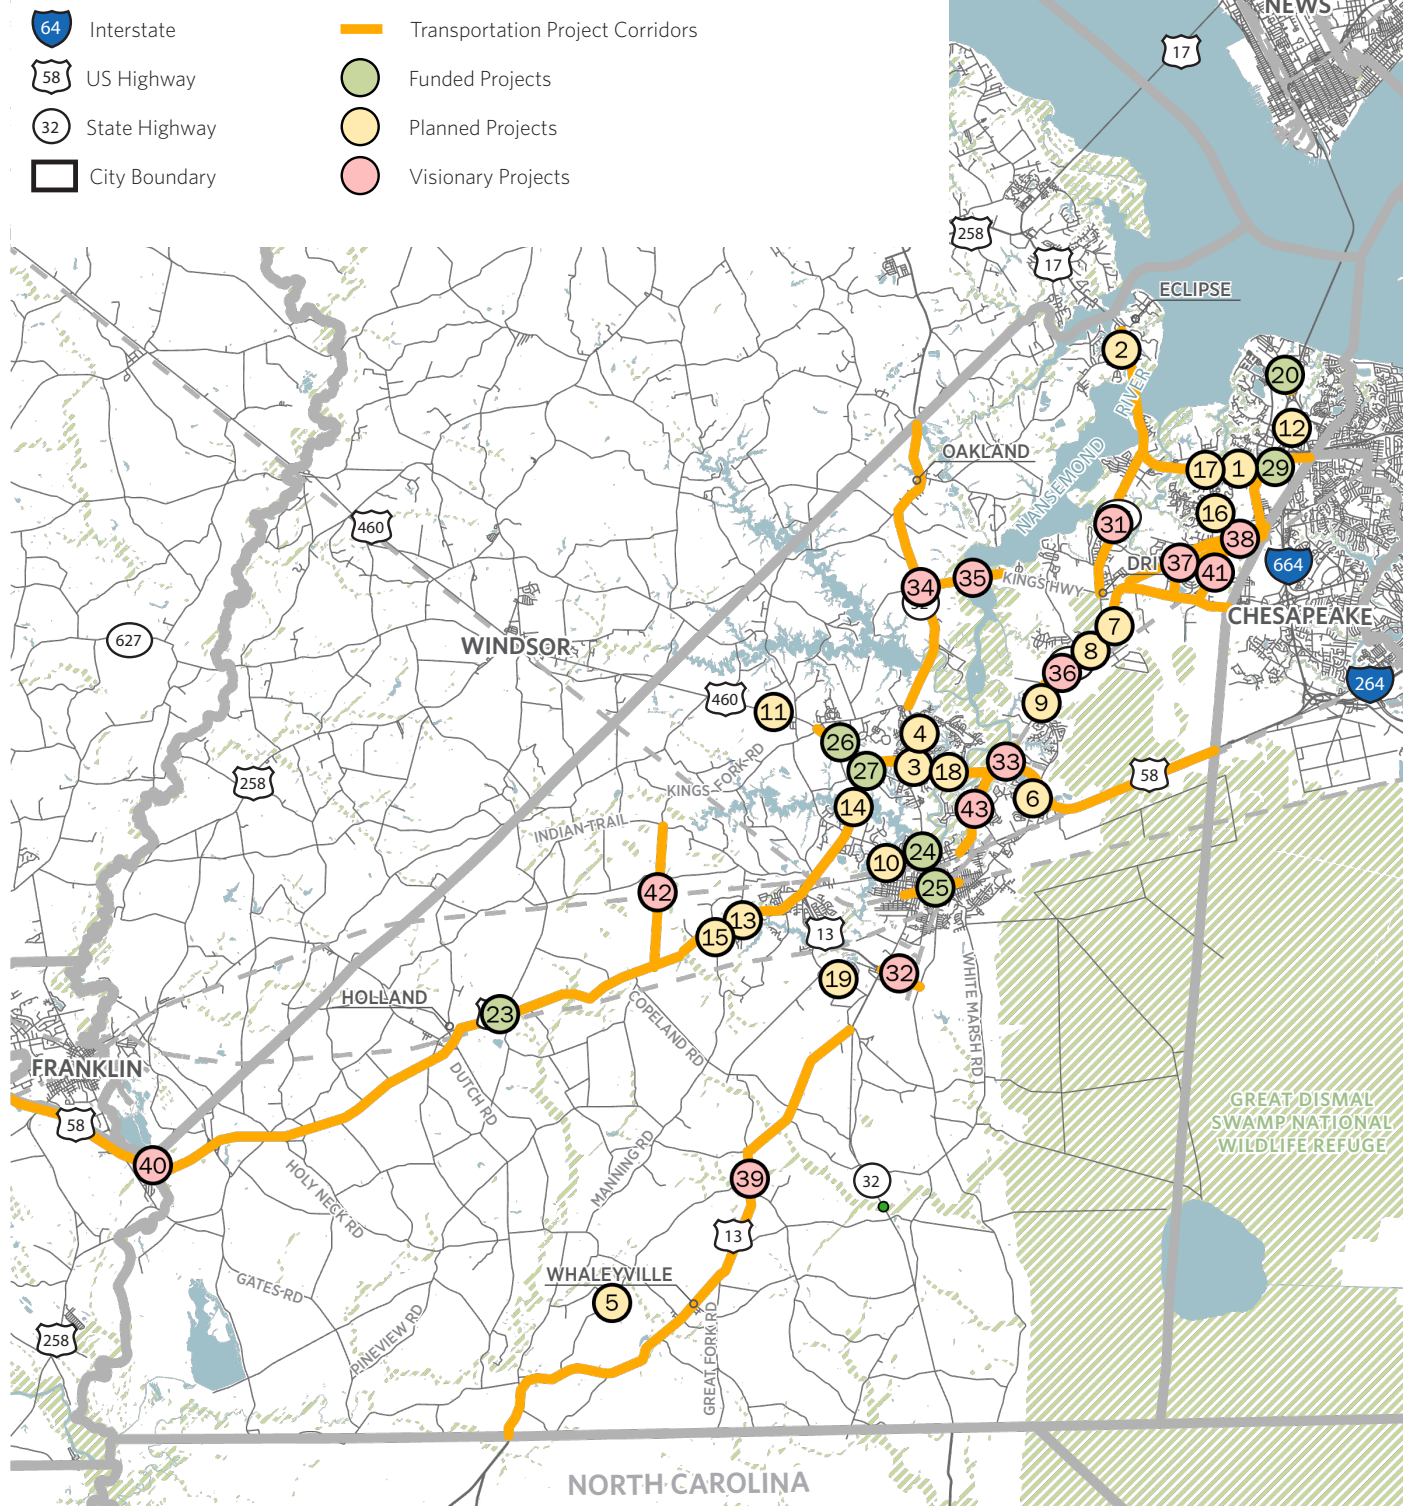 64 Interstate
58 US Highway
32 State Highway
City Boundary
Transportation Project Corridors
Funded Projects
Planned Projects
Visionary Projects
NEWS
17
258
17
ECLIPSE
2
RIVER
20
12
OAKLAND
17
1
29
NANSEMOND
460
16
31
38
DRI
37
41
664
34
35
KINGS HWY
CHESAPEAKE
627
WINDSOR
7
8
36
264
460
11
9
26
4
27
3
18
33
58
258
KINGS FORK RD
14
43
6
INDIAN TRAIL
24
10
25
42
13
15
13
19
32
WHITE MARSH RD
HOLLAND
23
COPELAND RD
FRANKLIN
DUTCH RD
58
GREAT DISMAL
SWAMP NATIONAL
WILDLIFE REFUGE
40
HOLY NECK RD
MANNING RD
39
32
13
WHALEYVILLE
5
GATES RD
PINEVIEW RD
GREAT FORK RD
258
NORTH CAROLINA